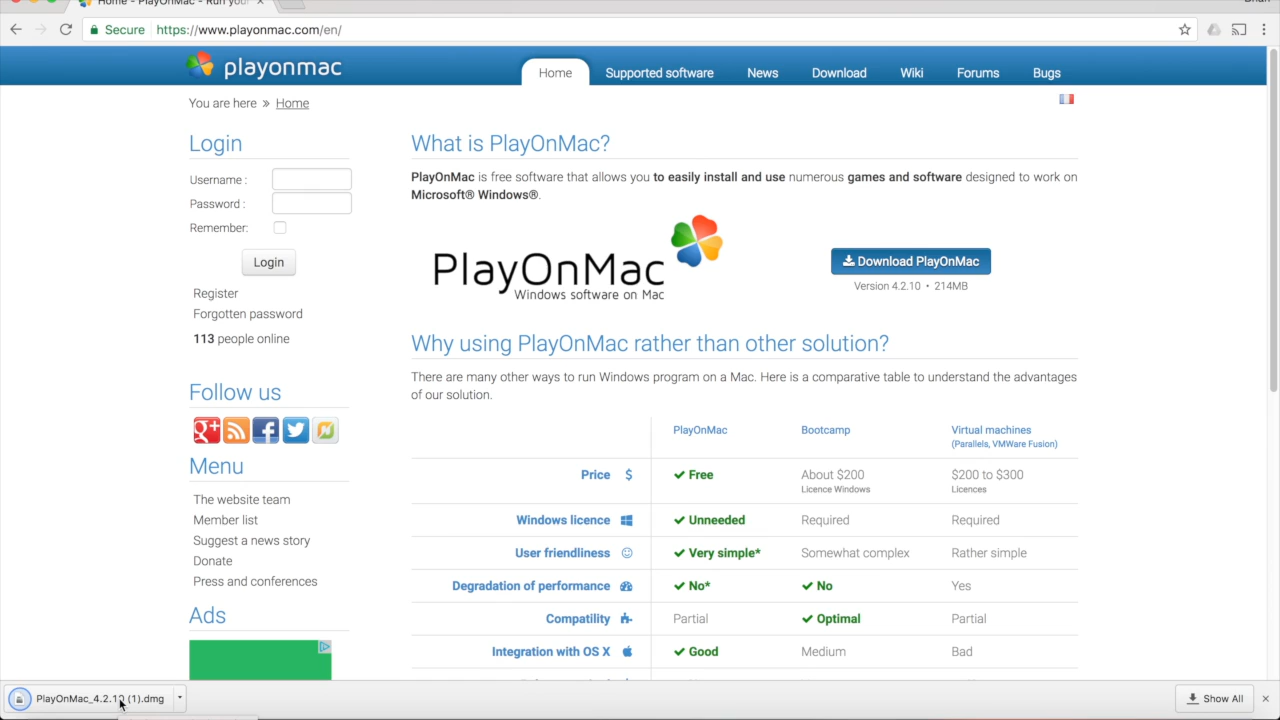 Home - PlayOnMac - Run your
Secure
https://www.playonmac.com/en/
playonmac
Home
Supported software
News
Download
Wiki
Forums
Bugs
You are here » Home
Login
Username :
Password :
Remember:
Login
Register
Forgotten password
113 people online
Follow us
g+
Menu
The website team
Member list
Suggest a news story
Donate
Press and conferences
Ads
What is PlayOnMac?
PlayOnMac is free software that allows you to easily install and use numerous games and software designed to work on
Microsoft® Windows®.
PlayOnMac
Windows software on Mac
Download PlayOnMac
Version 4.2.10 • 214MB
Why using PlayOnMac rather than other solution?
There are many other ways to run Windows program on a Mac. Here is a comparative table to understand the advantages
of our solution.
PlayOnMac Bootcamp Virtual machines
(Parallels, VMWare Fusion)
Price $ Free About $200 $200 to $300
Licence Windows Licences
Windows licence Unneeded Required Required
User friendliness Very simple* Somewhat complex Rather simple
Degradation of performance No* No Yes
Compatibility Partial Optimal Partial
Integration with OS X Good Medium Bad
PlayOnMac_4.2.10 (1).dmg
Show All